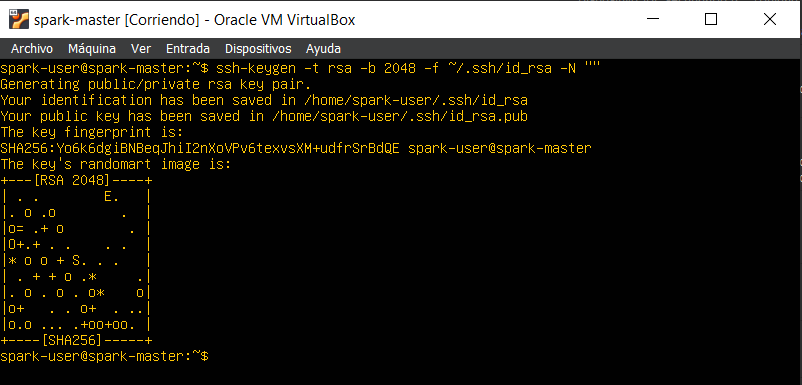 spark-master [Corriendo] - Oracle VM VirtualBox
Archivo Máquina Ver Entrada Dispositivos Ayuda
spark-user@spark-master:~$ ssh-keygen -t rsa -b 2048 -f ~/.ssh/id_rsa -N ""
Generating public/private rsa key pair.
Your identification has been saved in /home/spark-user/.ssh/id_rsa
Your public key has been saved in /home/spark-user/.ssh/id_rsa.pub
The key fingerprint is:
SHA256:Yo6k6dgiBNBeqJhiI2nXoVPv6texvsXM+udfrSrBdQE spark-user@spark-master
The key's randomart image is:
+---[RSA 2048]----+
| . .        E.   |
|. o .o        .  |
|o= .+ o        . |
|O+.+ . .    . .  |
|* o o + S. . .   |
| . + + o .*     .|
|. o . o . o*    o|
|o+   . . o+  . ..|
|o.o ... .+oo+oo. |
+----[SHA256]-----+
spark-user@spark-master:~$